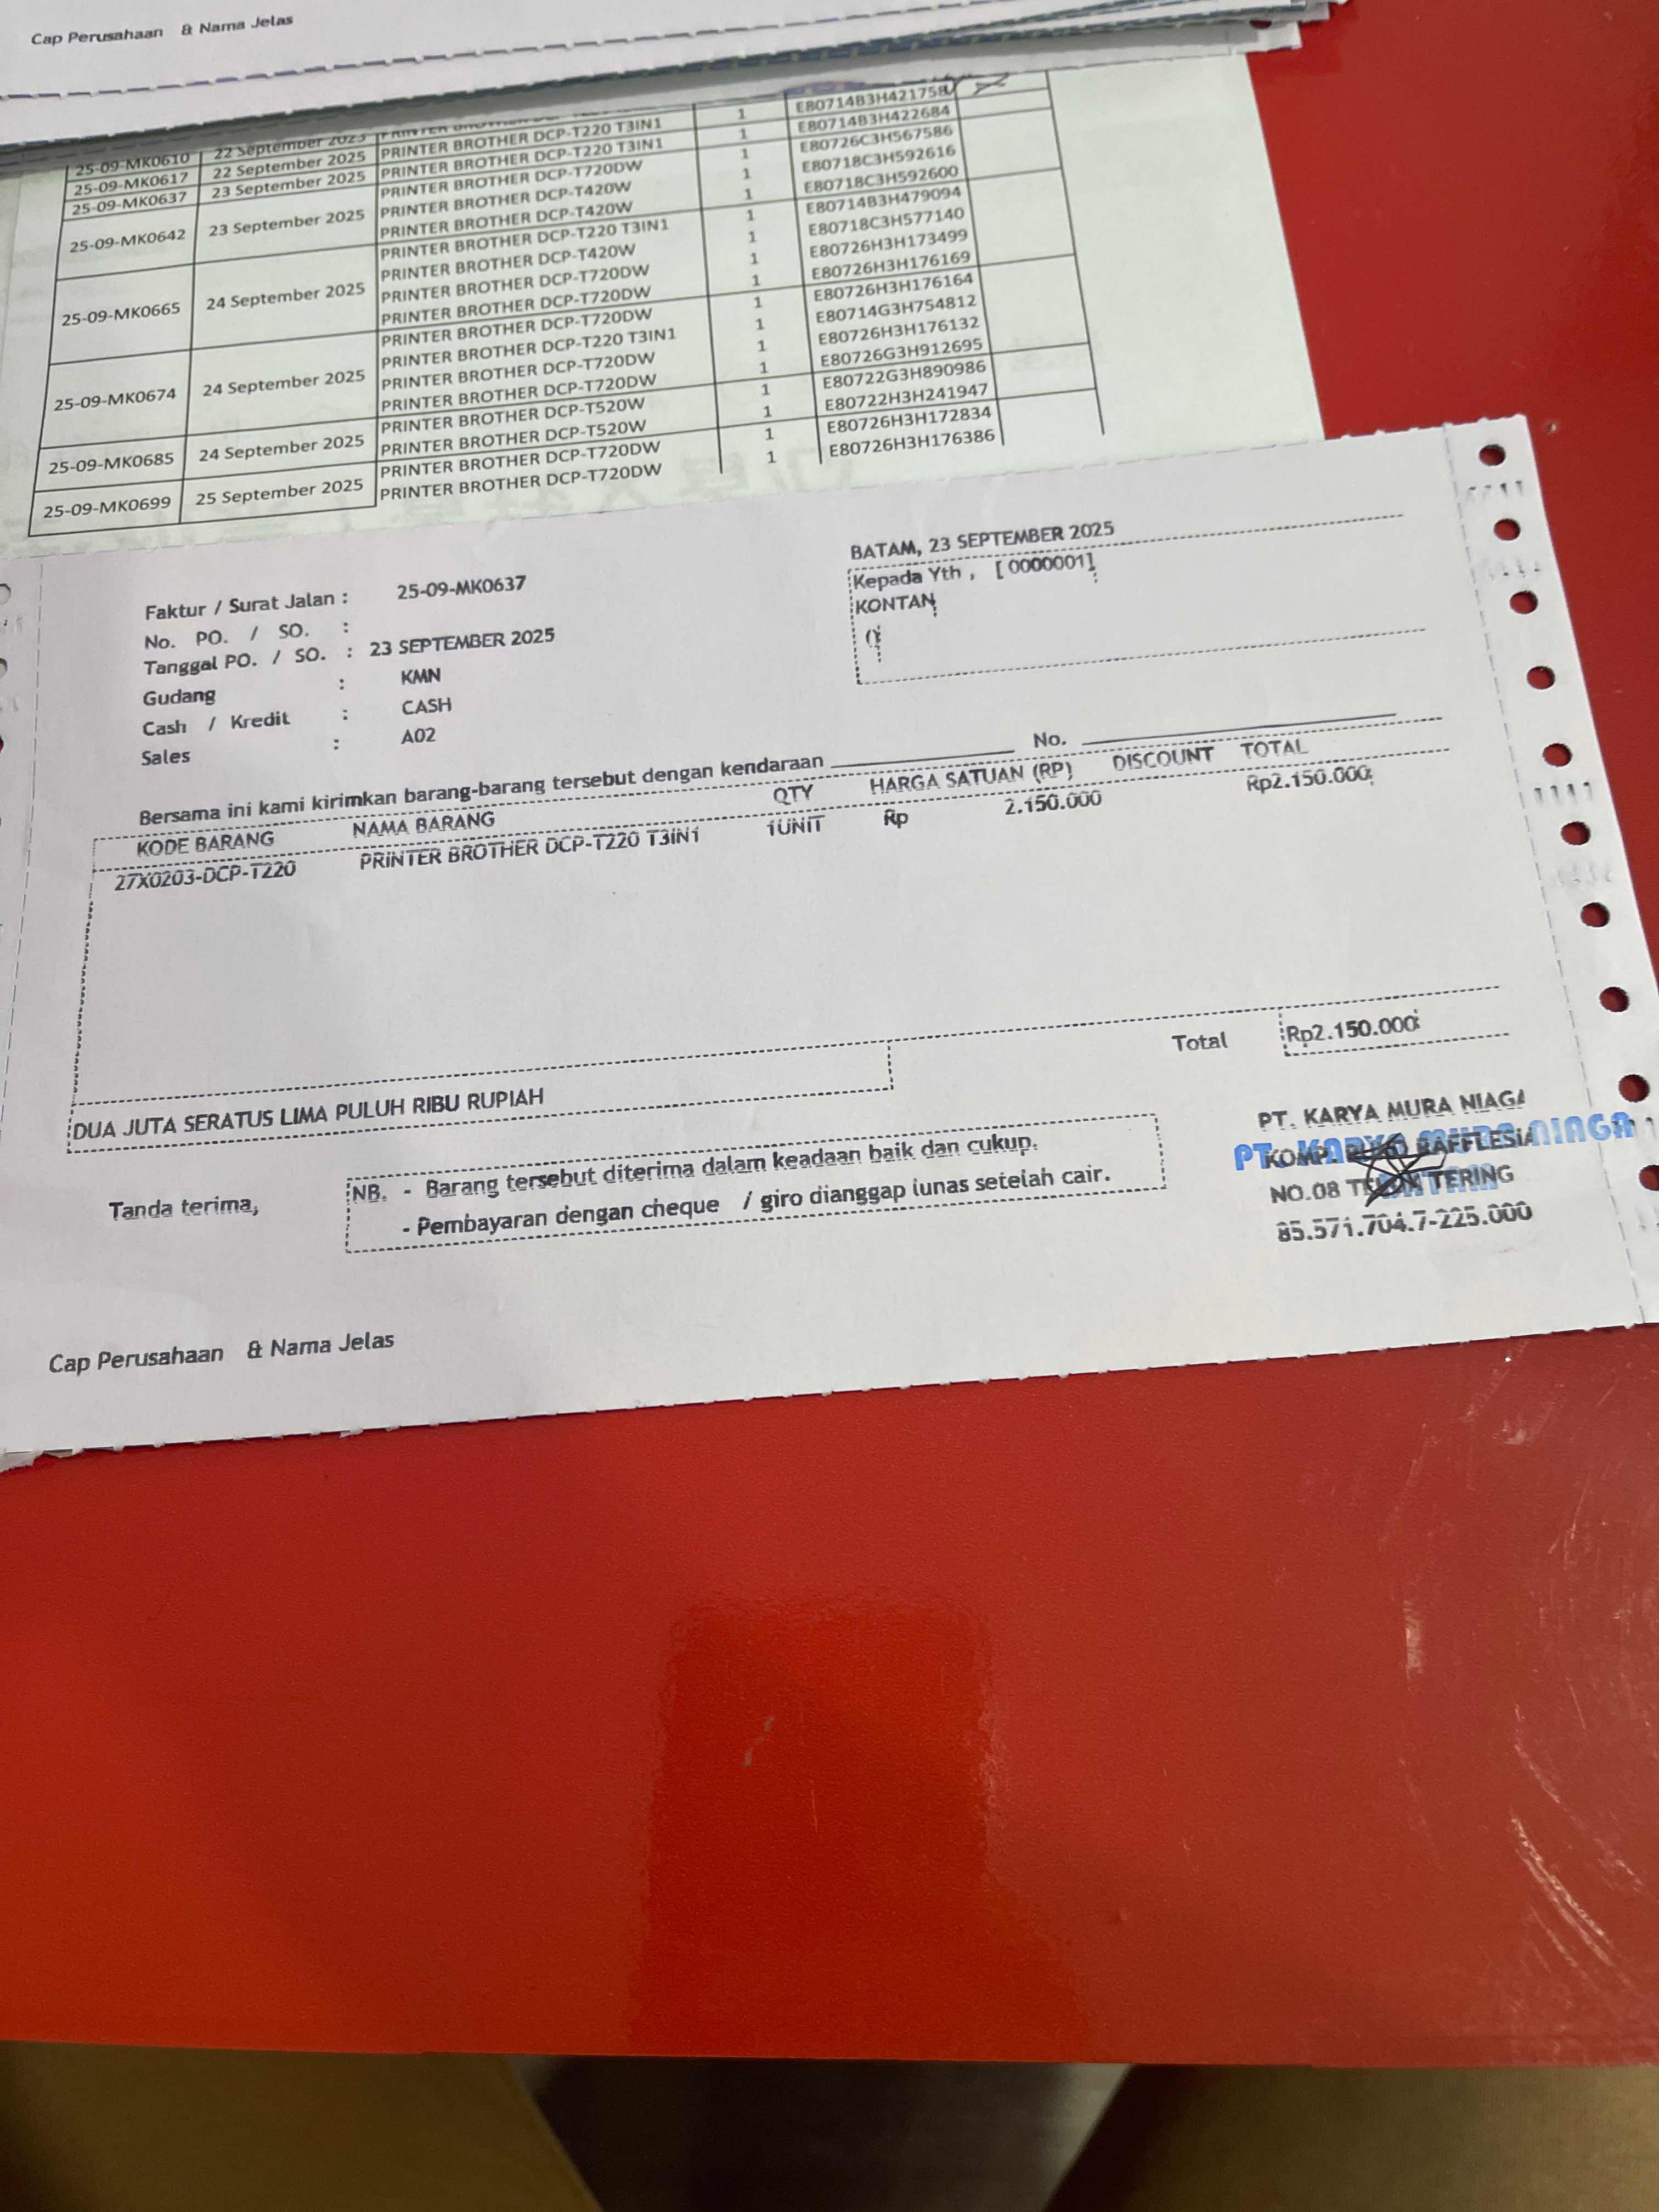 Cap Perusahaan & Nama Jelas
25-09-MK0610 22 September 2025
25-09-MK0617 22 September 2025 PRINTER BROTHER DCP-T220 T3IN1 1 E80714B3H421758
25-09-MK0637 23 September 2025 PRINTER BROTHER DCP-T220 T3IN1 1 E80714B3H422684
PRINTER BROTHER DCP-T720DW 1 E80726C3H567586
25-09-MK0642 23 September 2025 PRINTER BROTHER DCP-T420W 1 E80718C3H592616
PRINTER BROTHER DCP-T420W 1 E80718C3H592600
PRINTER BROTHER DCP-T220 T3IN1 1 E80714B3H479094
PRINTER BROTHER DCP-T420W 1 E80718C3H577140
25-09-MK0665 24 September 2025 PRINTER BROTHER DCP-T720DW 1 E80726H3H173499
PRINTER BROTHER DCP-T720DW 1 E80726H3H176169
PRINTER BROTHER DCP-T720DW 1 E80726H3H176164
PRINTER BROTHER DCP-T220 T3IN1 1 E80714G3H754812
25-09-MK0674 24 September 2025 PRINTER BROTHER DCP-T720DW 1 E80726H3H176132
PRINTER BROTHER DCP-T720DW 1 E80726G3H912695
PRINTER BROTHER DCP-T520W 1 E80722G3H890986
25-09-MK0685 24 September 2025 PRINTER BROTHER DCP-T520W 1 E80722H3H241947
PRINTER BROTHER DCP-T720DW 1 E80726H3H172834
25-09-MK0699 25 September 2025 PRINTER BROTHER DCP-T720DW 1 E80726H3H176386
BATAM, 23 SEPTEMBER 2025
Kepada Yth , [ 0000001]
KONTAN
()
Faktur / Surat Jalan : 25-09-MK0637
No. PO. / SO. :
Tanggal PO. / SO. : 23 SEPTEMBER 2025
Gudang : KMN
Cash / Kredit : CASH
Sales : A02
Bersama ini kami kirimkan barang-barang tersebut dengan kendaraan No.
KODE BARANG NAMA BARANG QTY HARGA SATUAN (RP) DISCOUNT TOTAL
27X0203-DCP-T220 PRINTER BROTHER DCP-T220 T3IN1 1UNIT Rp 2.150.000 Rp2.150.000
Total Rp2.150.000
DUA JUTA SERATUS LIMA PULUH RIBU RUPIAH
Tanda terima,
NB. - Barang tersebut diterima dalam keadaan baik dan cukup.
- Pembayaran dengan cheque / giro dianggap lunas setelah cair.
PT. KARYA MURA NIAGA
PT. KARYA MURA NIAGA
KOMP. RAFFLESIA
NO.08 TERING
85.571.704.7-225.000
Cap Perusahaan & Nama Jelas